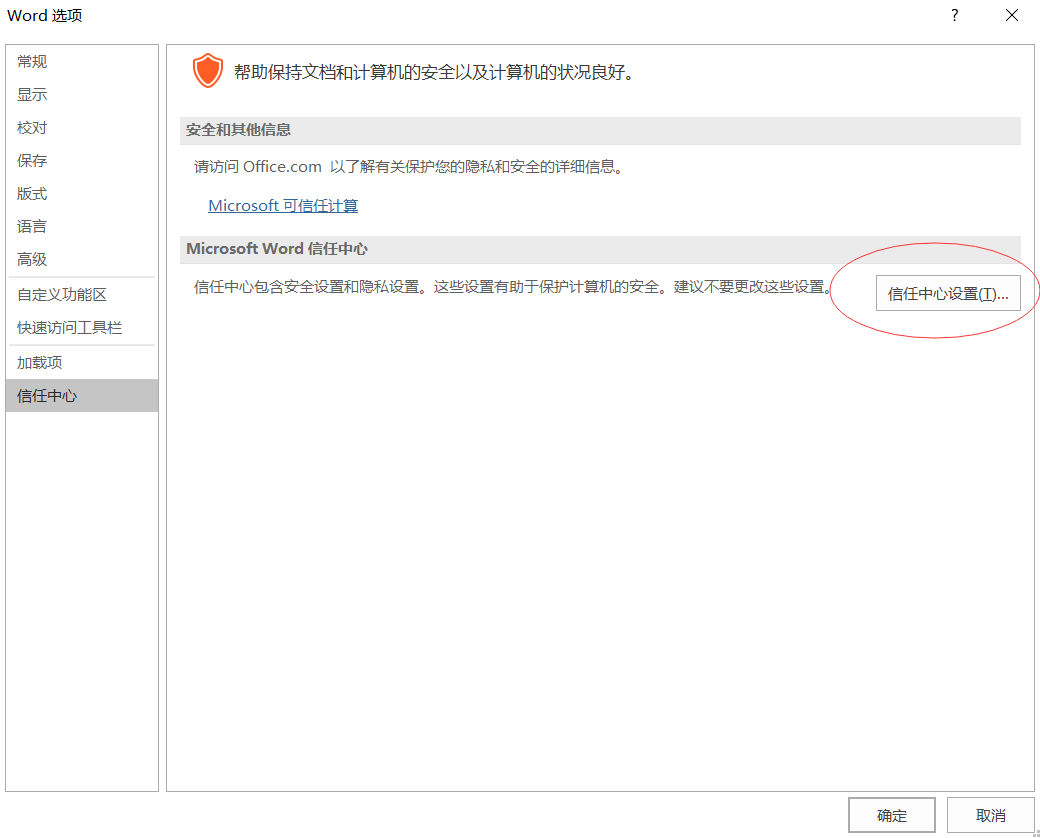 Word 选项
?
常规
显示
校对
保存
版式
语言
高级
自定义功能区
快速访问工具栏
加载项
信任中心
帮助保持文档和计算机的安全以及计算机的状况良好。
安全和其他信息
请访问 Office.com 以了解有关保护您的隐私和安全的详细信息。
Microsoft 可信任计算
Microsoft Word 信任中心
信任中心包含安全设置和隐私设置。这些设置有助于保护计算机的安全。建议不要更改这些设置。
信任中心设置(T)...
确定
取消